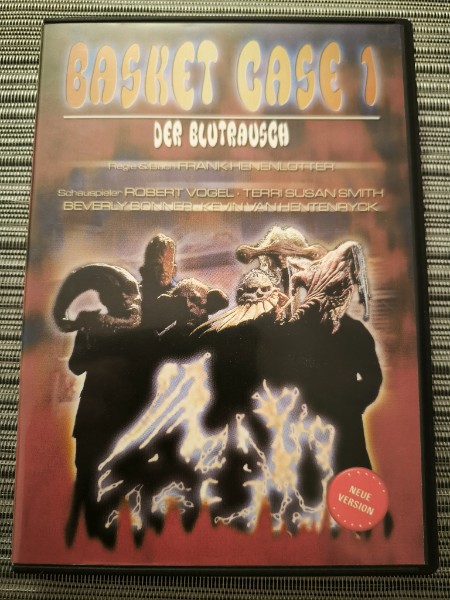 BASKET CASE 1
DER BLUTRAUSCH
Regie & Buch FRANK HENENLOTTER
Schauspieler ROBERT VOGEL . TERRI SUSAN SMITH
BEVERLY BONNER . KEVIN VAN HENTENRYCK
NEUE
VERSION